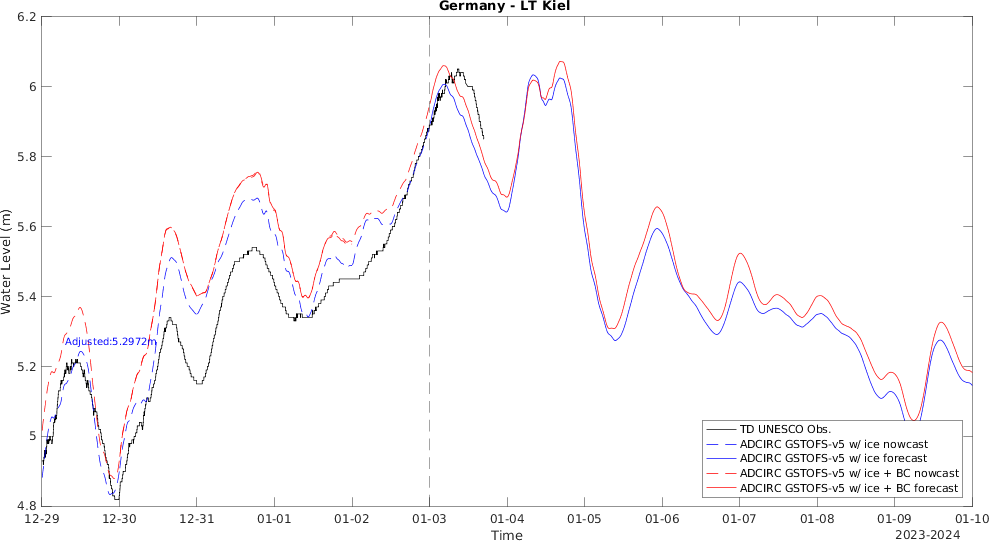 Germany - LT Kiel
6.2
6
5.8
5.6
5.4
5.2
5
4.8
Water Level (m)
Adjusted:5.2972m
TD UNESCO Obs.
ADCIRC GSTOFS-v5 w/ ice nowcast
ADCIRC GSTOFS-v5 w/ ice forecast
ADCIRC GSTOFS-v5 w/ ice + BC nowcast
ADCIRC GSTOFS-v5 w/ ice + BC forecast
12-29 12-30 12-31 01-01 01-02 01-03 01-04 01-05 01-06 01-07 01-08 01-09 01-10
Time
2023-2024